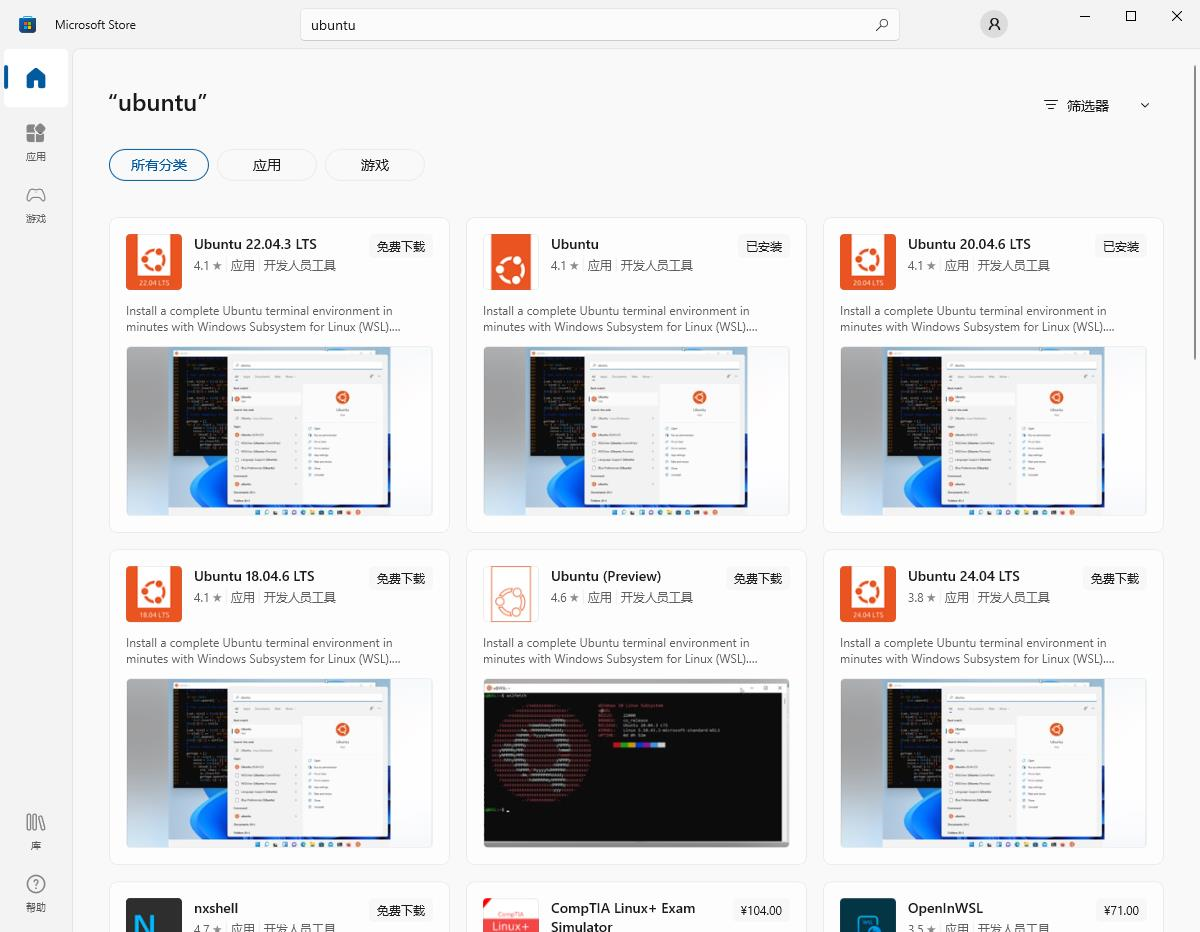 Microsoft Store
ubuntu
“ubuntu”
筛选器
应用
游戏
所有分类
应用
游戏
Ubuntu 22.04.3 LTS
免费下载
4.1 ★ 应用 开发人员工具
22.04 LTS
Install a complete Ubuntu terminal environment in
minutes with Windows Subsystem for Linux (WSL)....
Ubuntu
已安装
4.1 ★ 应用 开发人员工具
Install a complete Ubuntu terminal environment in
minutes with Windows Subsystem for Linux (WSL)....
Ubuntu 20.04.6 LTS
已安装
4.1 ★ 应用 开发人员工具
20.04 LTS
Install a complete Ubuntu terminal environment in
minutes with Windows Subsystem for Linux (WSL)....
Ubuntu 18.04.6 LTS
免费下载
4.1 ★ 应用 开发人员工具
18.04 LTS
Install a complete Ubuntu terminal environment in
minutes with Windows Subsystem for Linux (WSL)....
Ubuntu (Preview)
免费下载
4.6 ★ 应用 开发人员工具
Install a complete Ubuntu terminal environment in
minutes with Windows Subsystem for Linux (WSL)....
Ubuntu 24.04 LTS
免费下载
3.8 ★ 应用 开发人员工具
24.04 LTS
Install a complete Ubuntu terminal environment in
minutes with Windows Subsystem for Linux (WSL)....
库
帮助
N
nxshell
免费下载
4.7 ★ 应用 开发人员工具
CompTIA
Linux+
CompTIA Linux+ Exam
Simulator
¥104.00
WSL
OpenInWSL
¥71.00
3.5 ★ 应用 开发人员工具